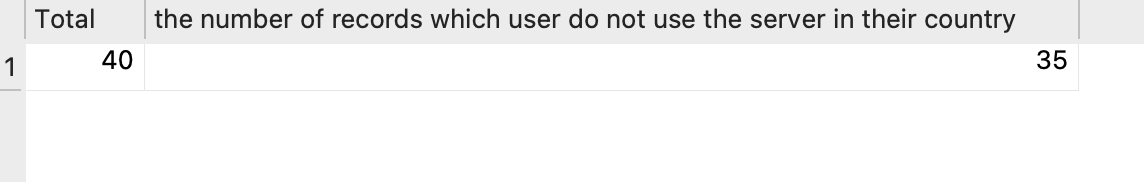 Total the number of records which user do not use the server in their country
1 40 35